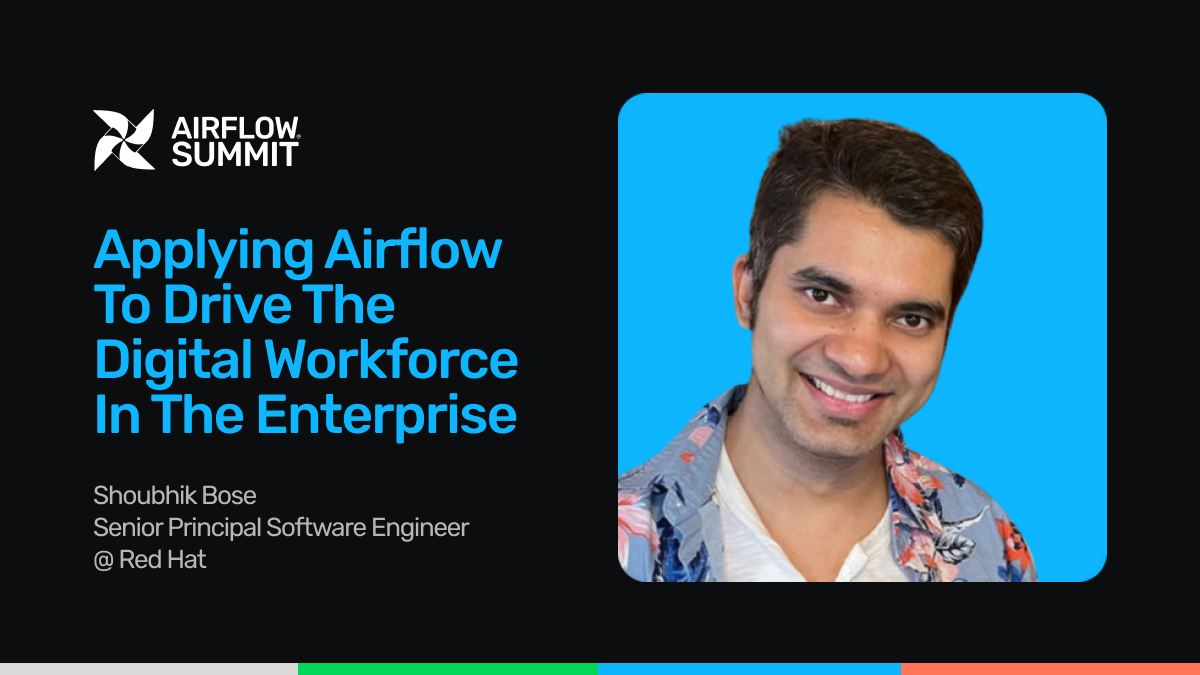 AIRFLOW
SUMMIT
Applying Airflow
To Drive The
Digital Workforce
In The Enterprise
Shoubhik Bose
Senior Principal Software Engineer
@ Red Hat